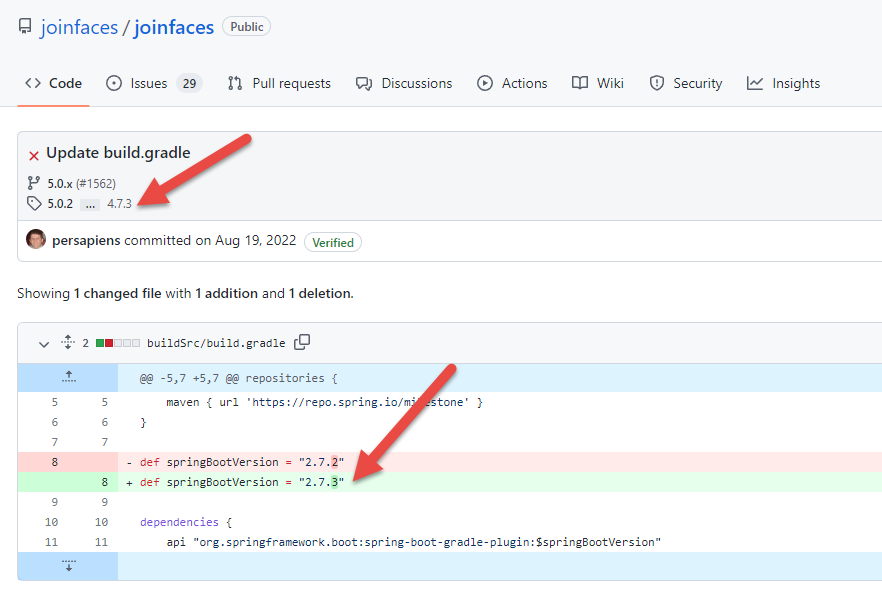 joinfaces / joinfaces Public
Code Issues 29 Pull requests Discussions Actions Wiki Security Insights
Update build.gradle
5.0.x (#1562)
5.0.2 ... 4.7.3
persapiens committed on Aug 19, 2022 Verified
Showing 1 changed file with 1 addition and 1 deletion.
2 buildSrc/build.gradle
@@ -5,7 +5,7 @@ repositories {
5 5 maven { url 'https://repo.spring.io/milestone' }
6 6 }
7 7
8 - def springBootVersion = "2.7.2"
8 + def springBootVersion = "2.7.3"
9 9
10 10 dependencies {
11 11 api "org.springframework.boot:spring-boot-gradle-plugin:$springBootVersion"